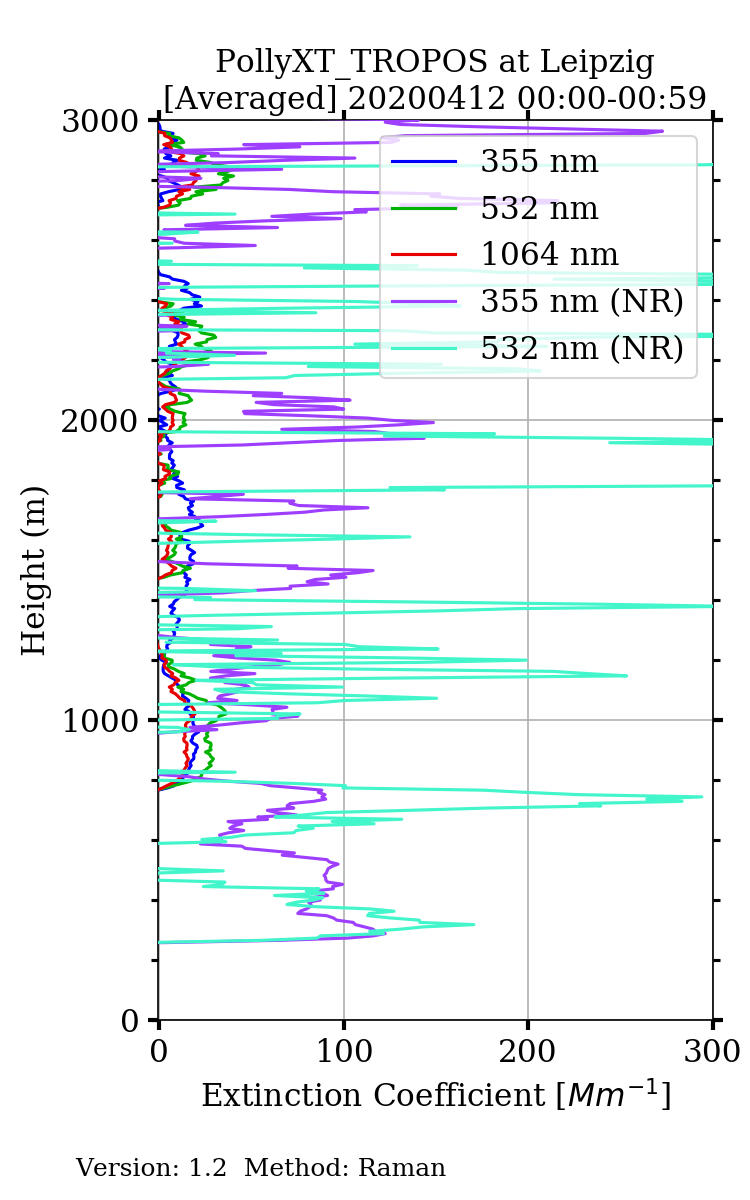 PollyXT_TROPOS at Leipzig
[Averaged] 20200412 00:00-00:59
3000
2000
1000
0
Height (m)
355 nm
532 nm
1064 nm
355 nm (NR)
532 nm (NR)
0 100 200 300
Extinction Coefficient [Mm⁻¹]
Version: 1.2 Method: Raman